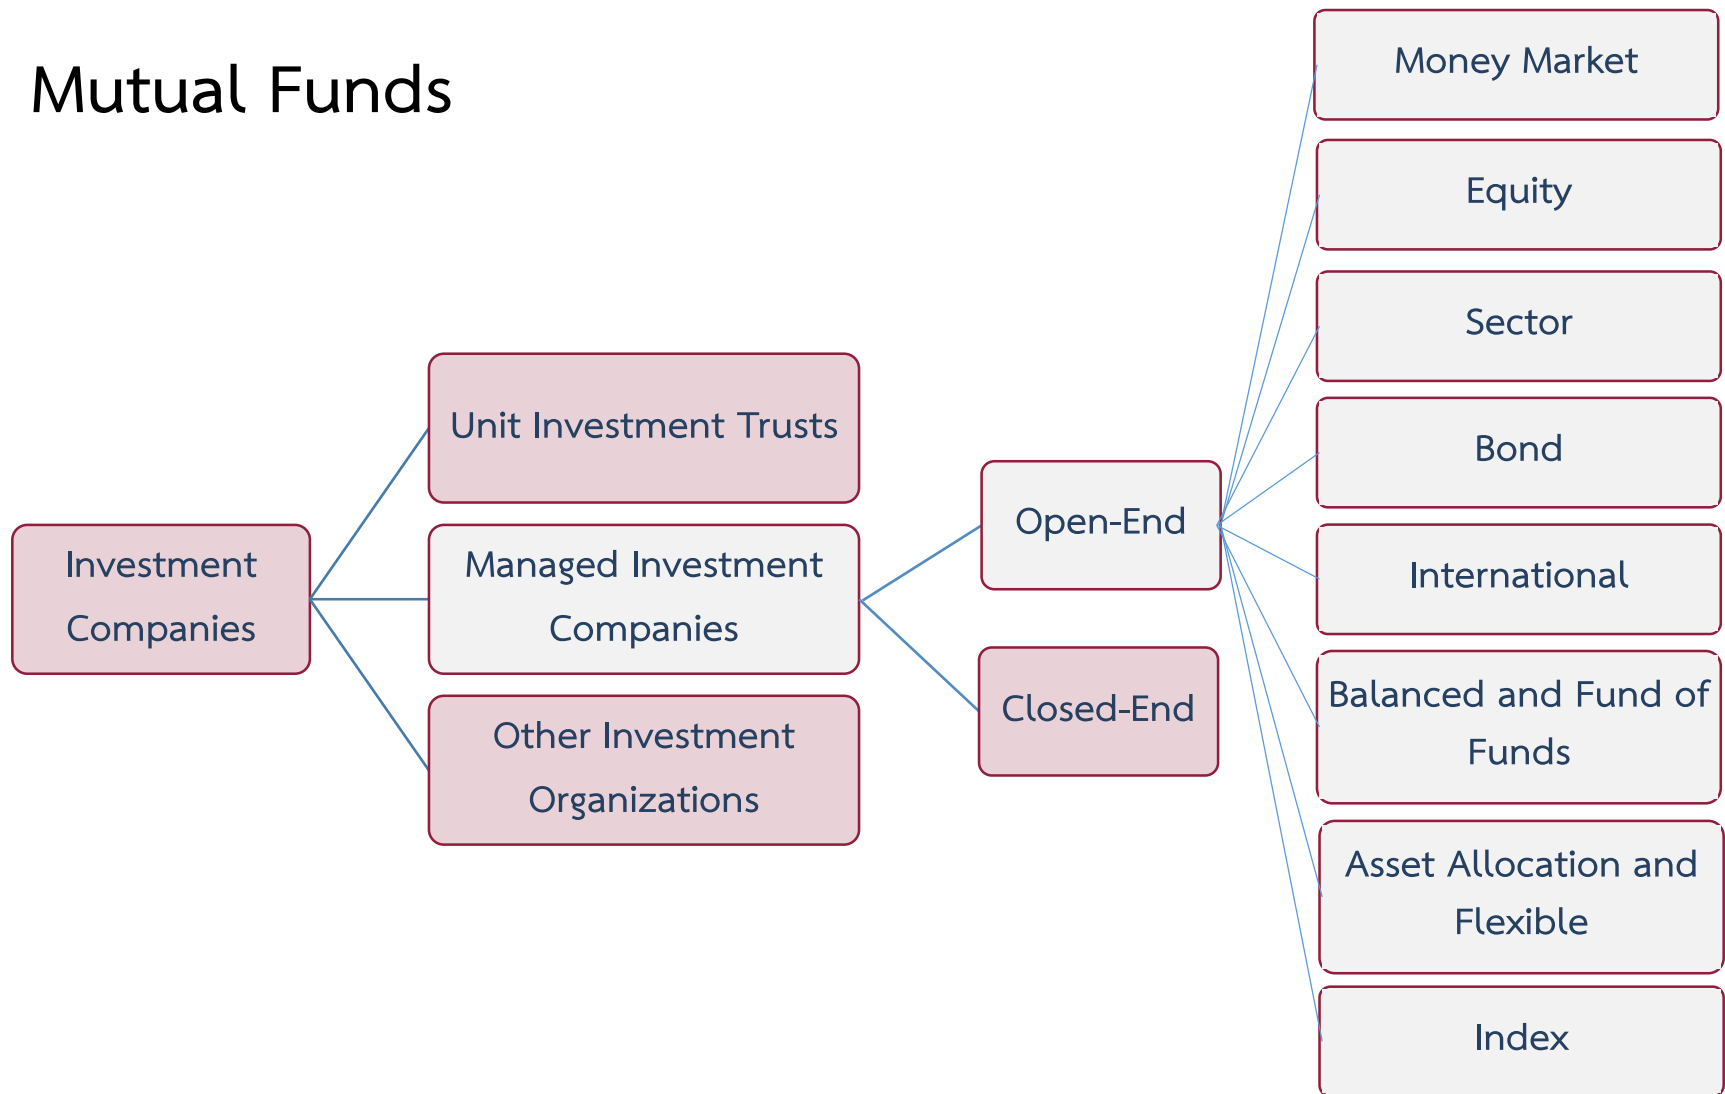 Mutual Funds
Investment
Companies
Unit Investment Trusts
Managed Investment
Companies
Other Investment
Organizations
Open-End
Closed-End
Money Market
Equity
Sector
Bond
International
Balanced and Fund of
Funds
Asset Allocation and
Flexible
Index